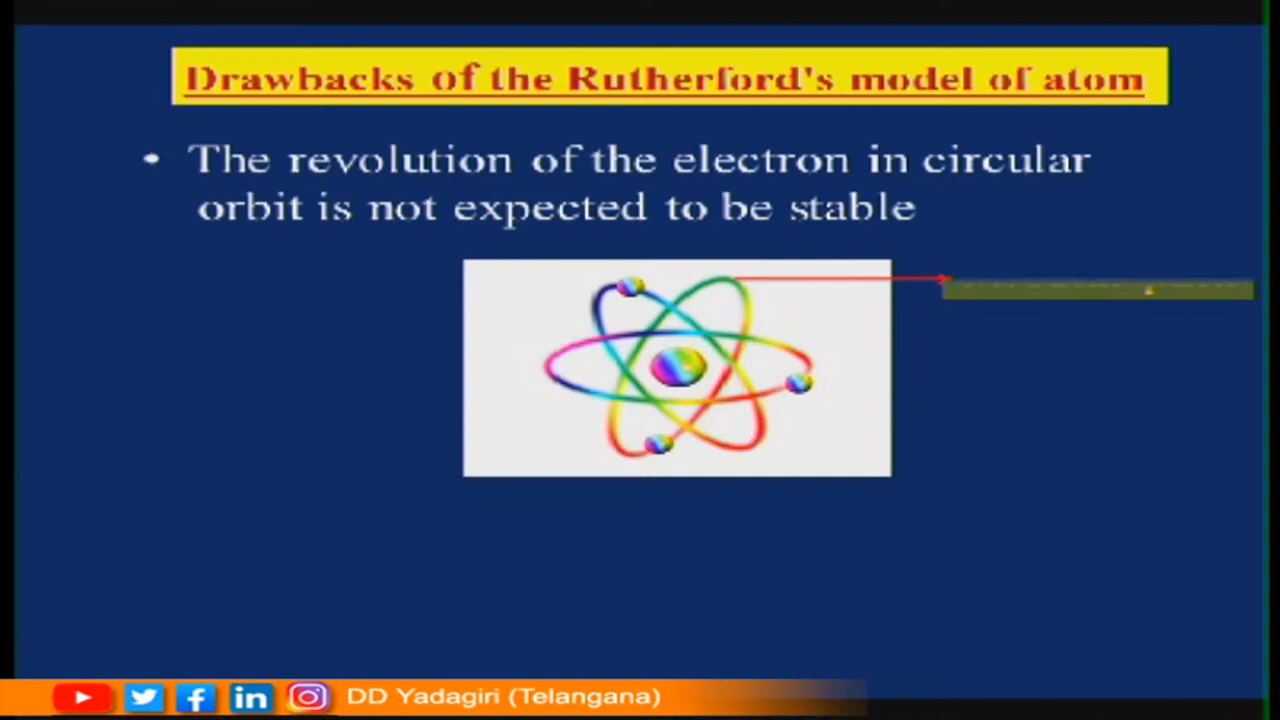 Drawbacks of the Rutherford's model of atom
• The revolution of the electron in circular
orbit is not expected to be stable
DD Yadagiri (Telangana)